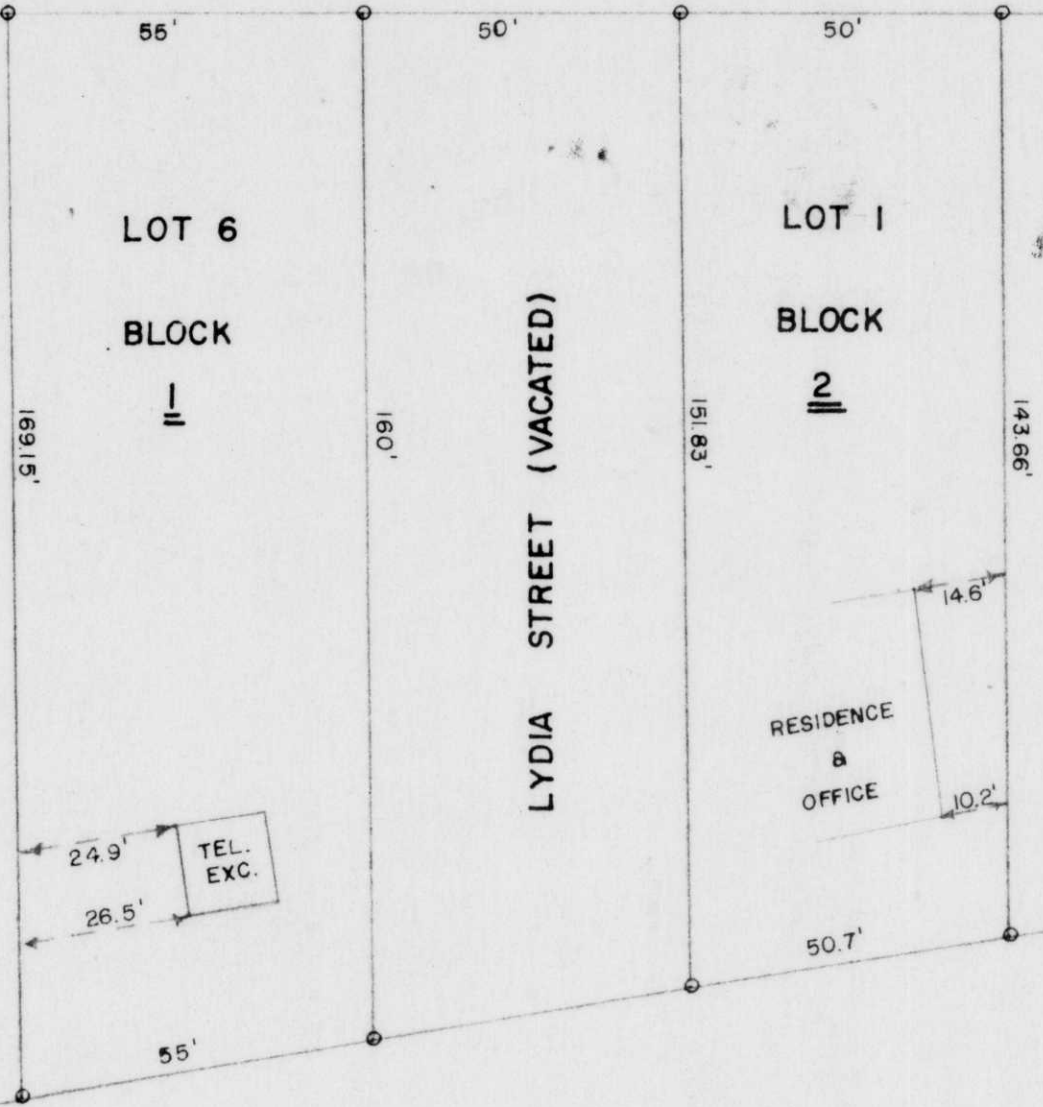 55'
50'
50'
LOT 6
BLOCK
1
LYDIA STREET (VACATED)
LOT 1
BLOCK
2
169.15'
160'
151.83'
143.66'
14.6'
RESIDENCE
&
OFFICE
10.2'
24.9'
TEL.
EXC.
26.5'
50.7'
55'